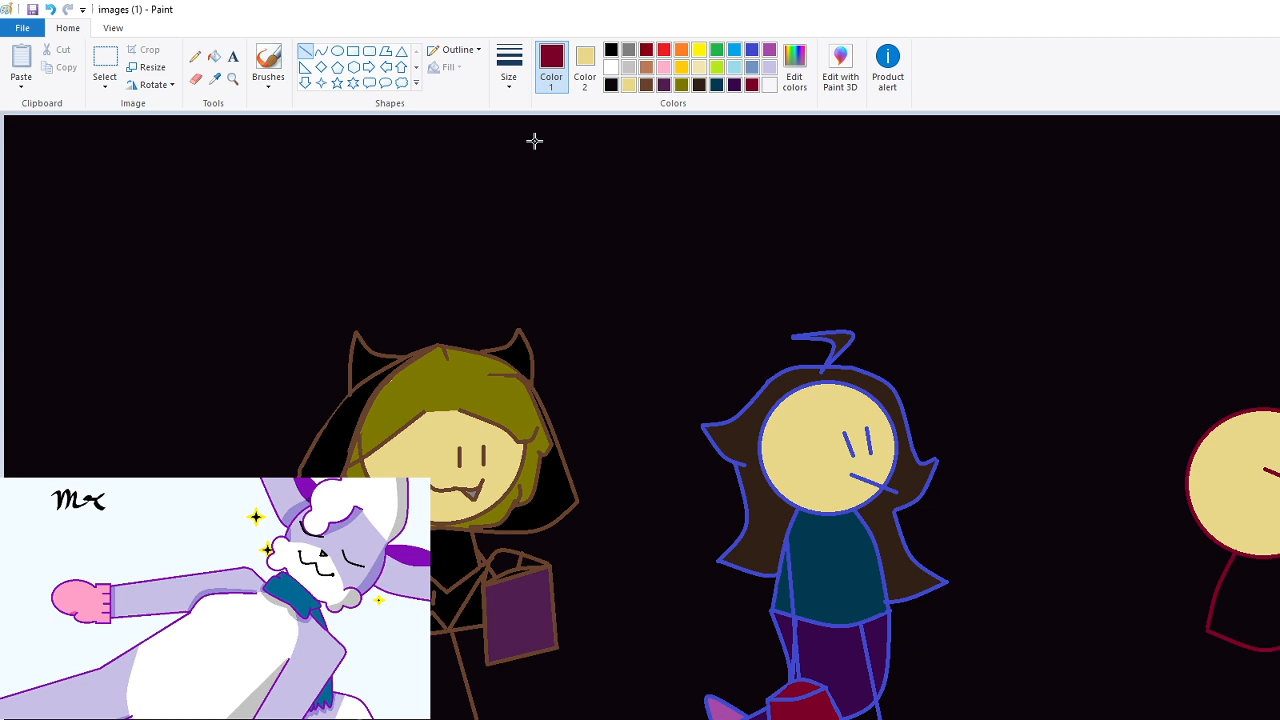 images (1) - Paint
File Home View
Paste Cut Copy Select Crop Resize Rotate Brushes Outline Fill Size Color 1 Color 2 Edit colors Edit with Paint 3D Product alert
Clipboard Image Tools Shapes Colors